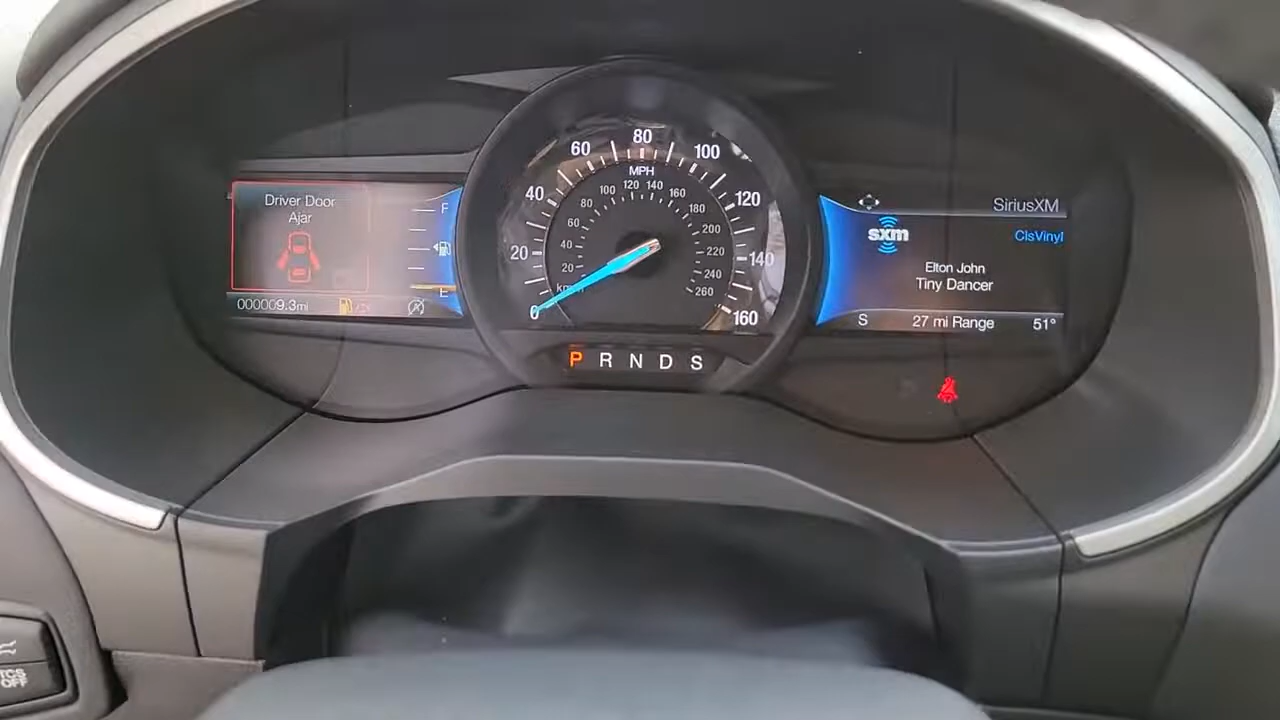 Driver Door
Ajar
F
E
000009.3mi
0
20
40
60
80
100
120
140
160
MPH
20
40
60
80
100
120
140
160
180
200
220
240
260
P R N D S
SiriusXM
sxm
ClsVinyl
Elton John
Tiny Dancer
S 27 mi Range 51°
TCS
OFF